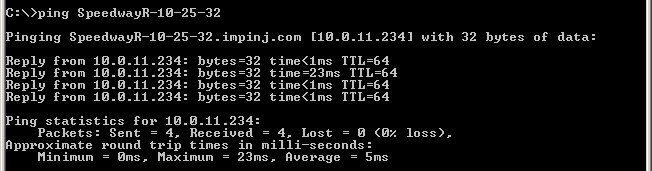 C:\>ping SpeedwayR-10-25-32
Pinging SpeedwayR-10-25-32.impinj.com [10.0.11.234] with 32 bytes of data:
Reply from 10.0.11.234: bytes=32 time<1ms TTL=64
Reply from 10.0.11.234: bytes=32 time=23ms TTL=64
Reply from 10.0.11.234: bytes=32 time<1ms TTL=64
Reply from 10.0.11.234: bytes=32 time<1ms TTL=64
Ping statistics for 10.0.11.234:
    Packets: Sent = 4, Received = 4, Lost = 0 (0% loss),
Approximate round trip times in milli-seconds:
    Minimum = 0ms, Maximum = 23ms, Average = 5ms